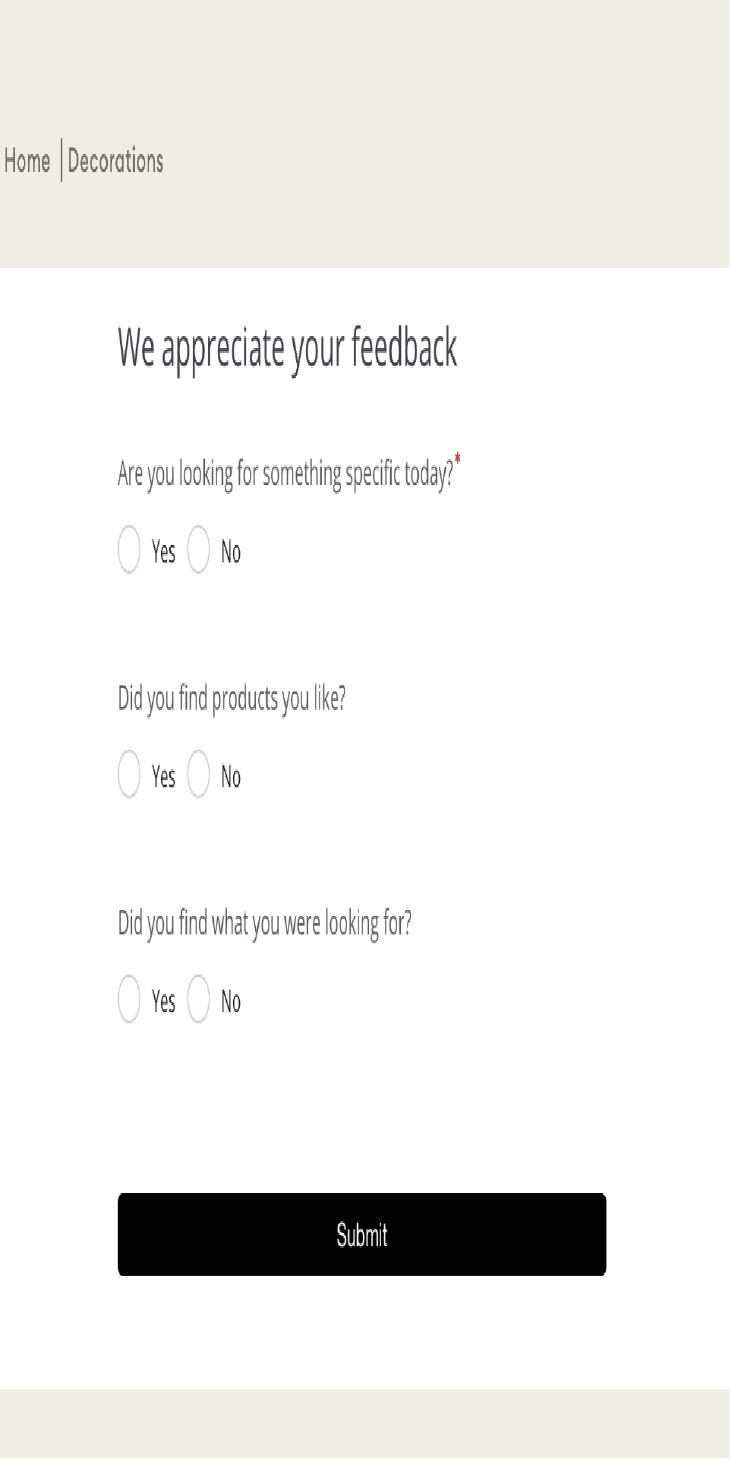 Home | Decorations
We appreciate your feedback
Are you looking for something specific today?*
Yes No
Did you find products you like?
Yes No
Did you find what you were looking for?
Yes No
Submit